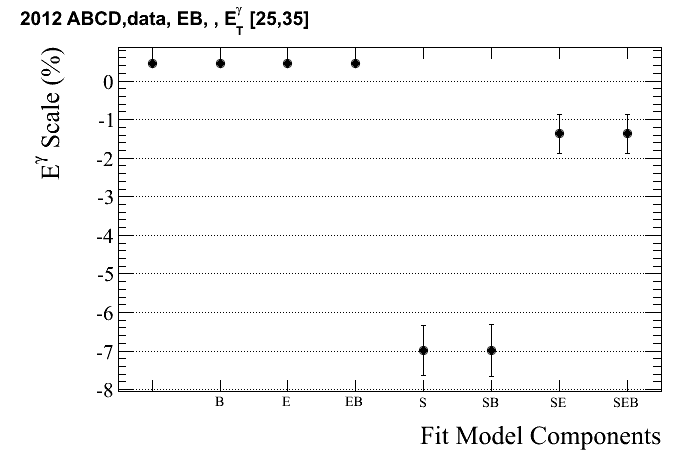 2012 ABCD,data, EB, , E_T^γ [25,35]
E^γ Scale (%)
0
-1
-2
-3
-4
-5
-6
-7
-8
B E EB S SB SE SEB
Fit Model Components